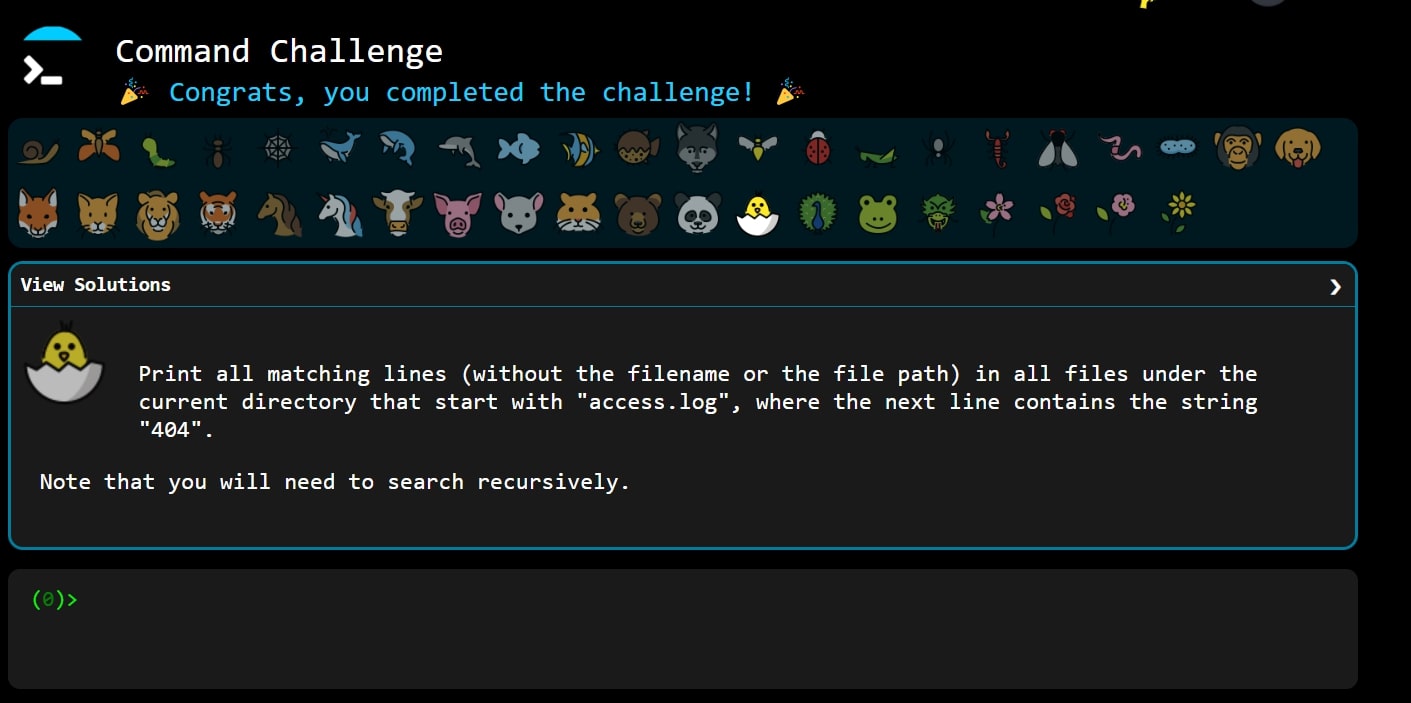 Command Challenge
Congrats, you completed the challenge!
View Solutions
Print all matching lines (without the filename or the file path) in all files under the
current directory that start with "access.log", where the next line contains the string
"404".
Note that you will need to search recursively.
(0)>